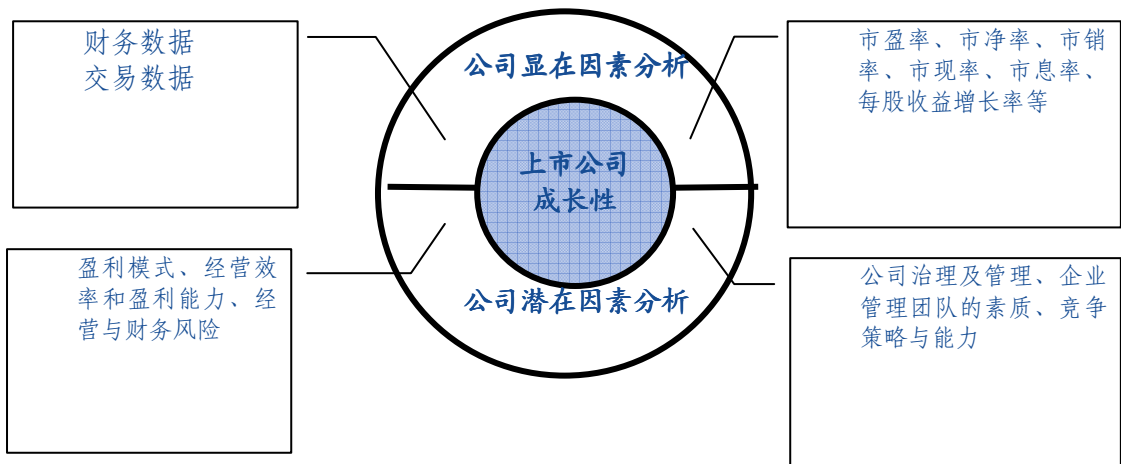 财务数据
交易数据
公司显在因素分析
市盈率、市净率、市销
率、市现率、市息率、
每股收益增长率等
上市公司
成长性
盈利模式、经营效
率和盈利能力、经
营与财务风险
公司潜在因素分析
公司治理及管理、企业
管理团队的素质、竞争
策略与能力